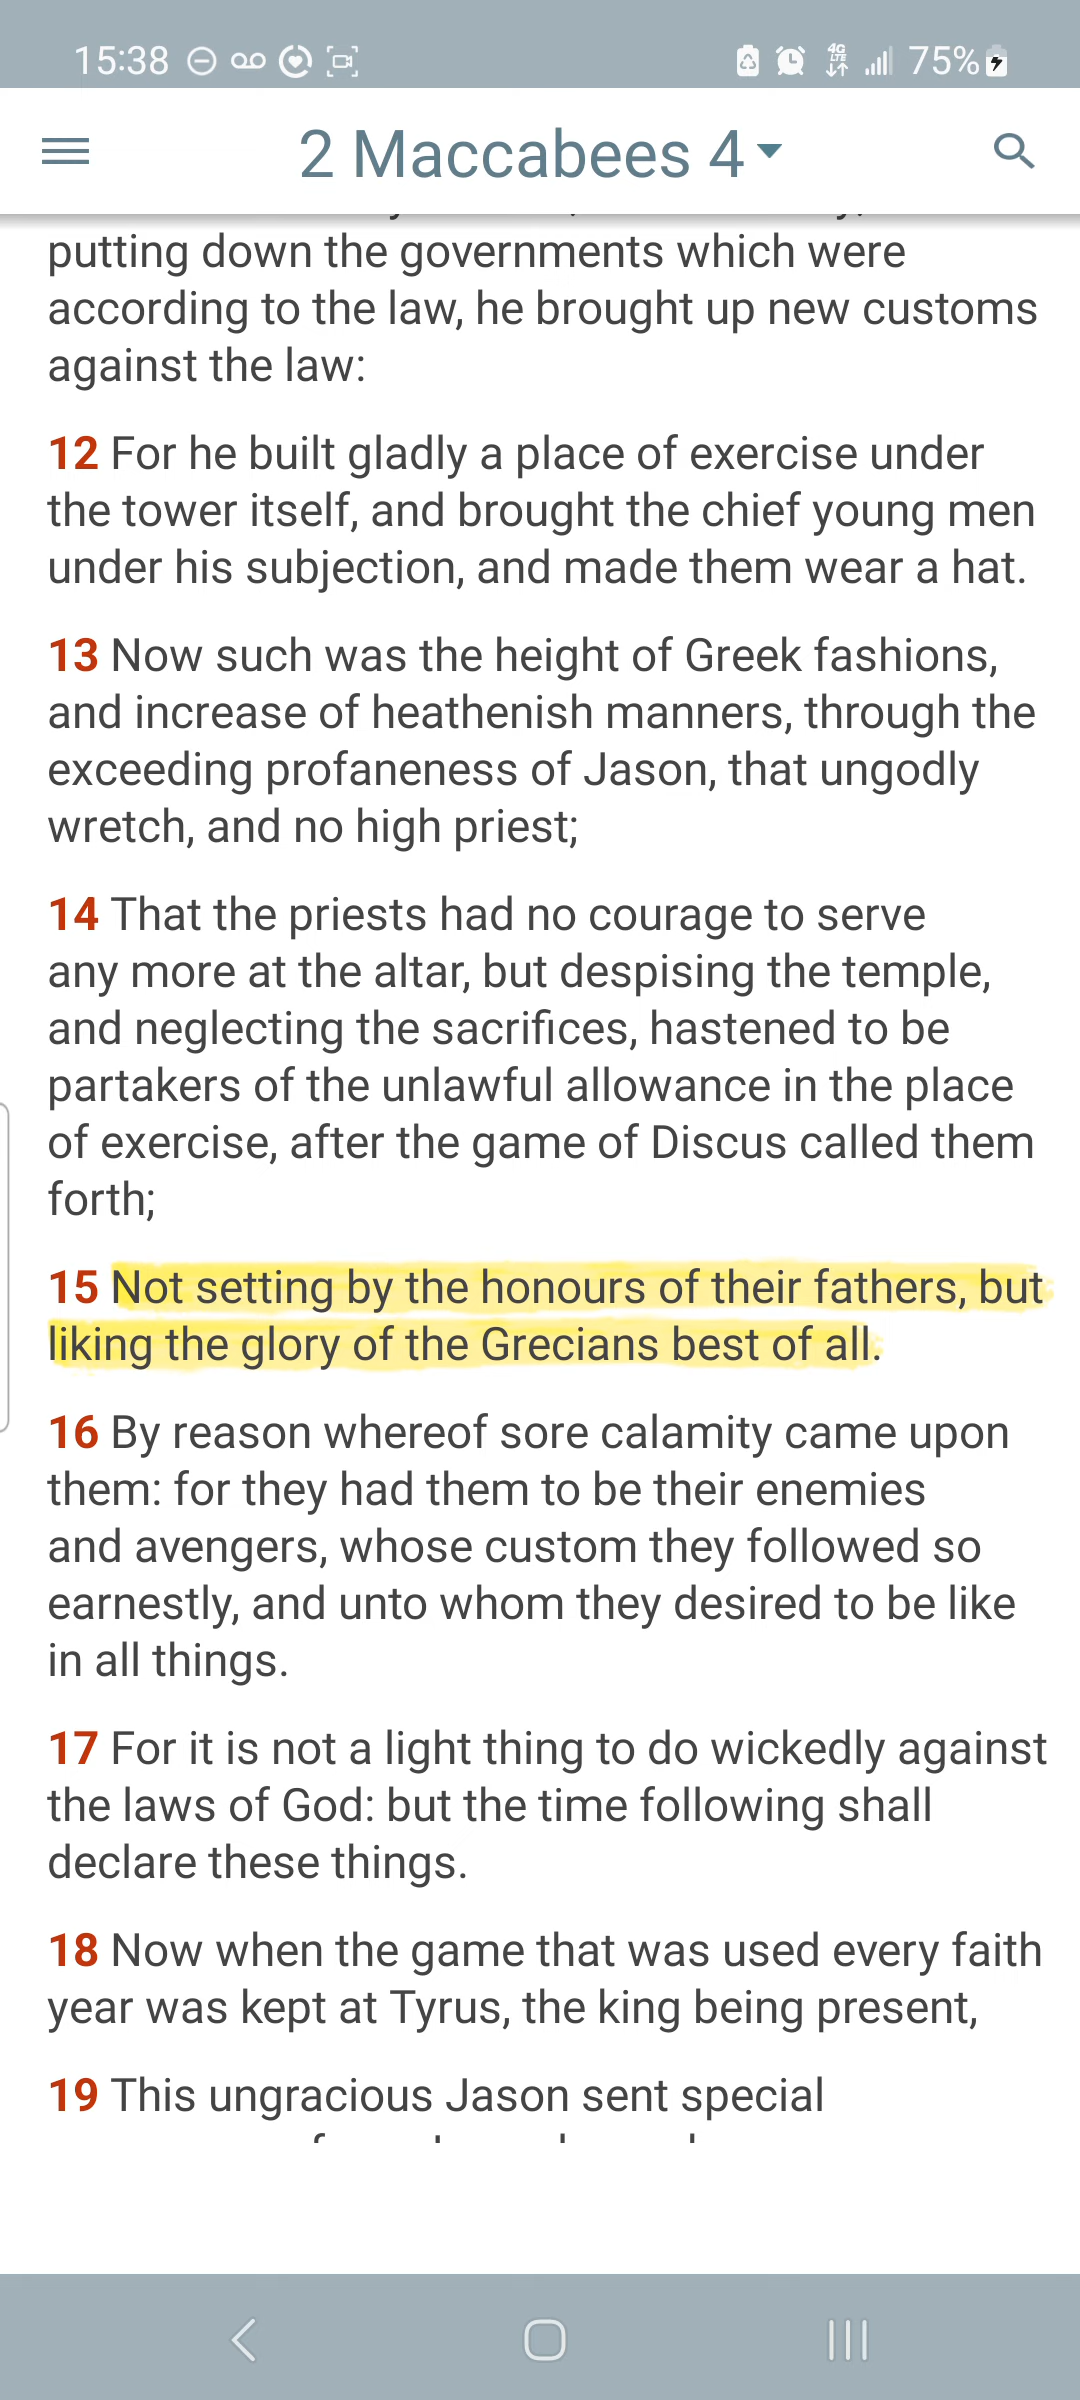 15:38 4G LTE 75%
2 Maccabees 4
putting down the governments which were
according to the law, he brought up new customs
against the law:
12 For he built gladly a place of exercise under
the tower itself, and brought the chief young men
under his subjection, and made them wear a hat.
13 Now such was the height of Greek fashions,
and increase of heathenish manners, through the
exceeding profaneness of Jason, that ungodly
wretch, and no high priest;
14 That the priests had no courage to serve
any more at the altar, but despising the temple,
and neglecting the sacrifices, hastened to be
partakers of the unlawful allowance in the place
of exercise, after the game of Discus called them
forth;
15 Not setting by the honours of their fathers, but
liking the glory of the Grecians best of all.
16 By reason whereof sore calamity came upon
them: for they had them to be their enemies
and avengers, whose custom they followed so
earnestly, and unto whom they desired to be like
in all things.
17 For it is not a light thing to do wickedly against
the laws of God: but the time following shall
declare these things.
18 Now when the game that was used every faith
year was kept at Tyrus, the king being present,
19 This ungracious Jason sent special